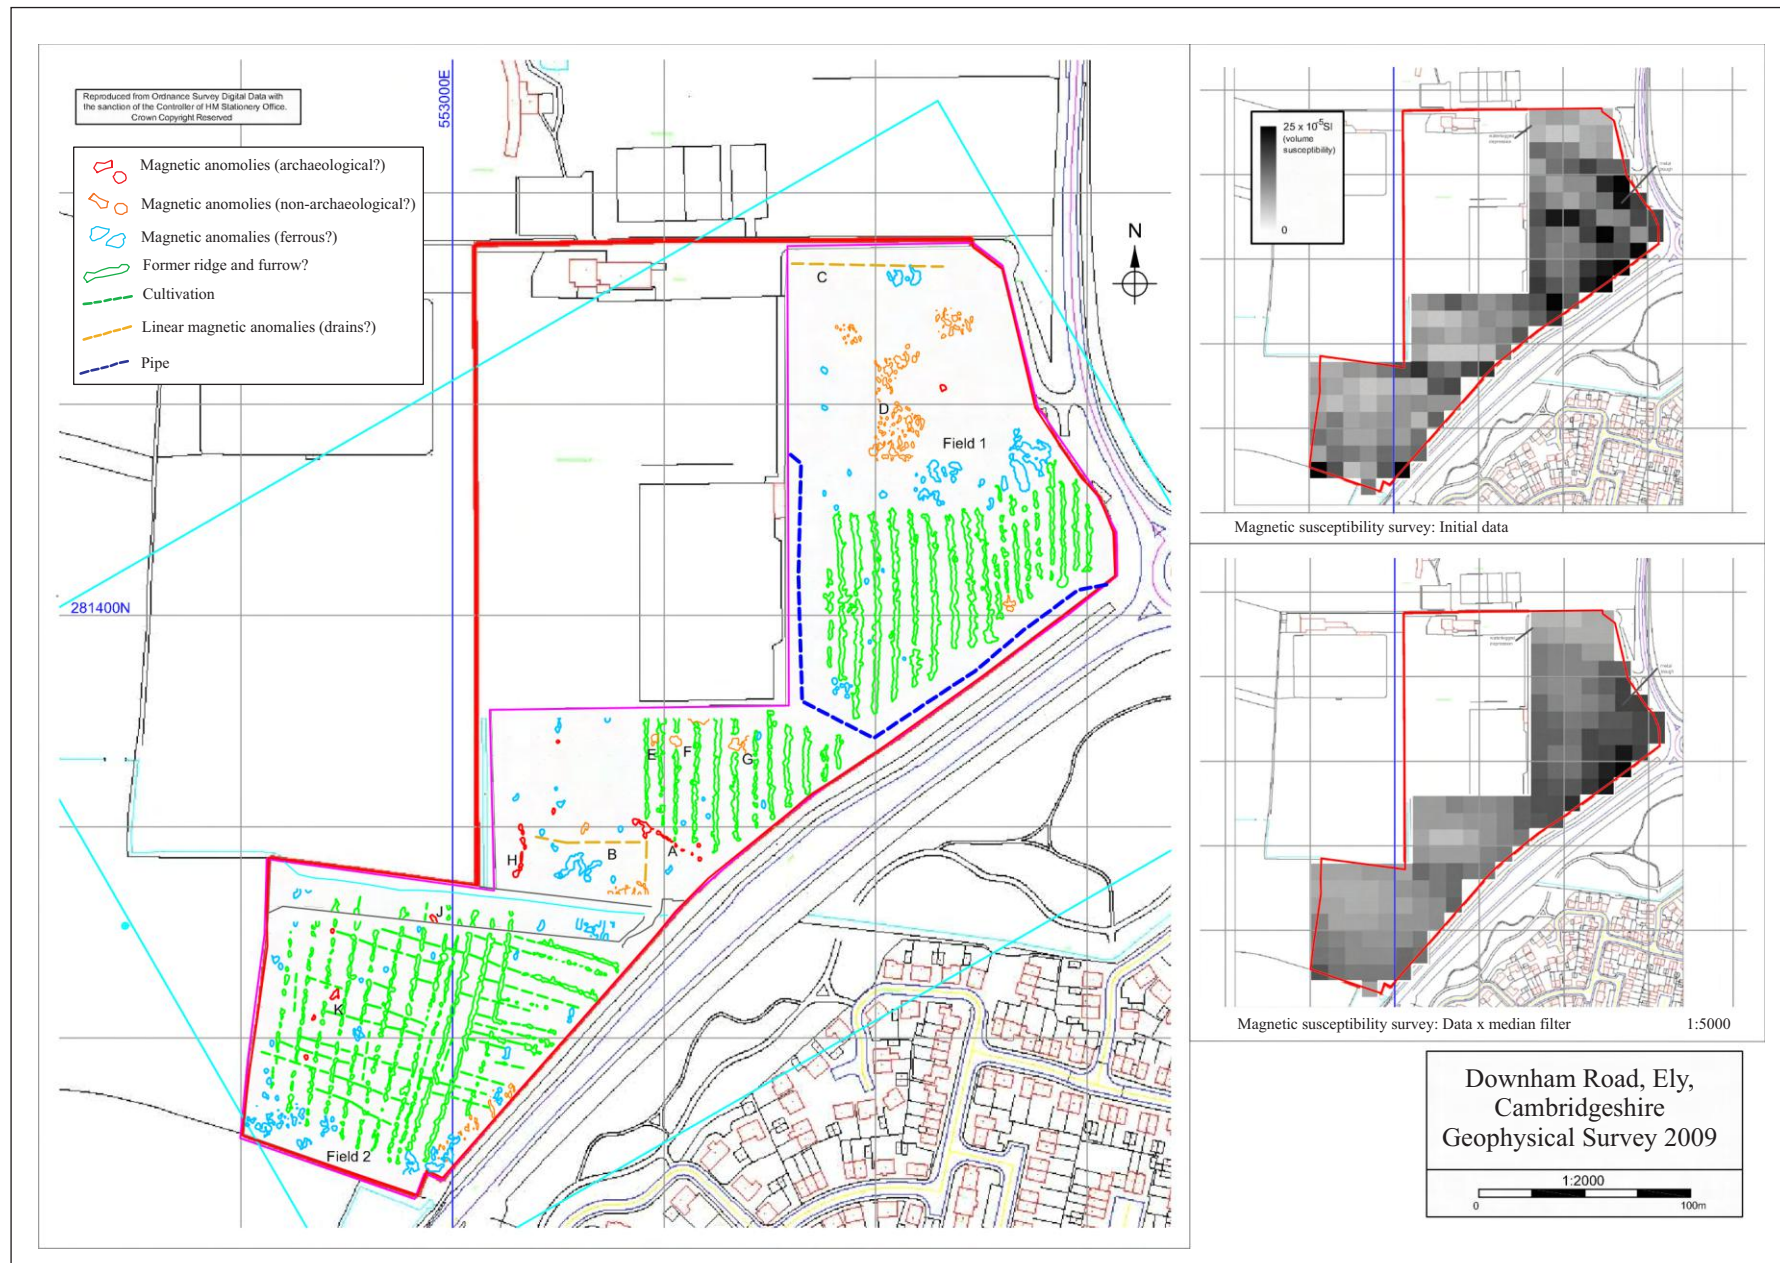 Reproduced from Ordnance Survey Digital Data with
the sanction of the Controller of HM Stationery Office.
Crown Copyright Reserved
Magnetic anomalies (archaeological?)
Magnetic anomalies (non-archaeological?)
Magnetic anomalies (ferrous?)
Former ridge and furrow?
Cultivation
Linear magnetic anomalies (drains?)
Pipe
553000E
281400N
N
C
D
Field 1
E
F
G
H
B
A
J
K
Field 2
25 x 10-5SI
(volume
susceptibility)
0
Magnetic susceptibility survey: Initial data
Magnetic susceptibility survey: Data x median filter
1:5000
Downham Road, Ely,
Cambridgeshire
Geophysical Survey 2009
1:2000
0
100m